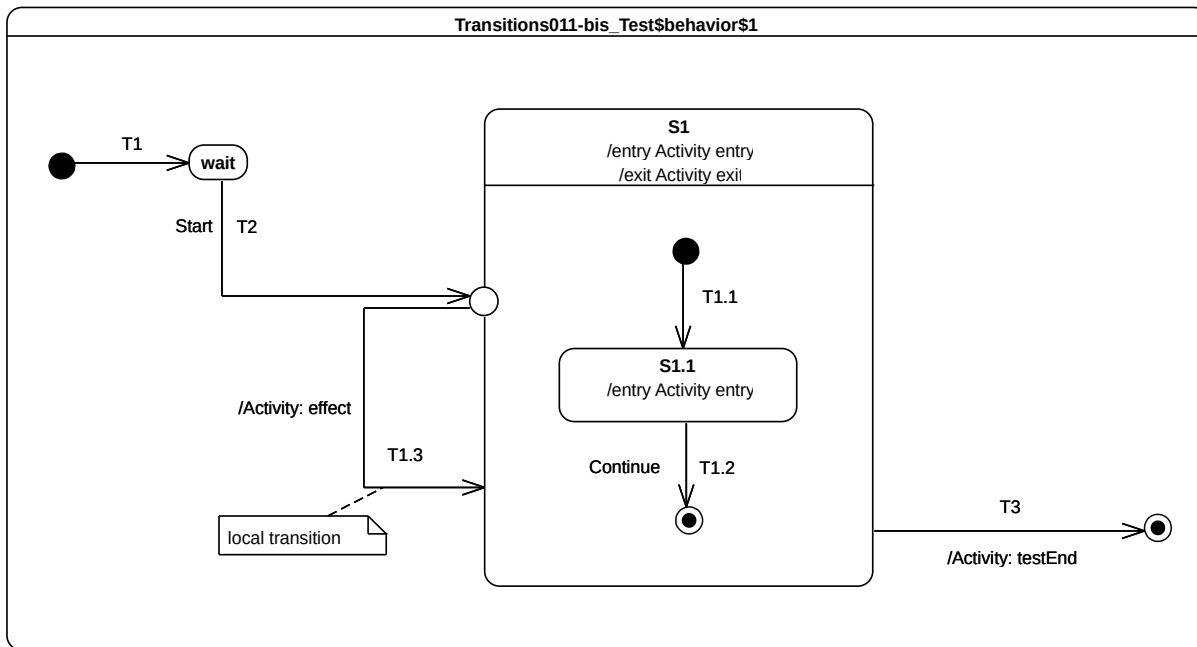 Transitions011-bis_Test$behavior$1
S1
/entry Activity entry
/exit Activity exit
T1
wait
Start
T2
T1.1
S1.1
/entry Activity entry
/Activity: effect
T1.3
Continue
T1.2
local transition
T3
/Activity: testEnd